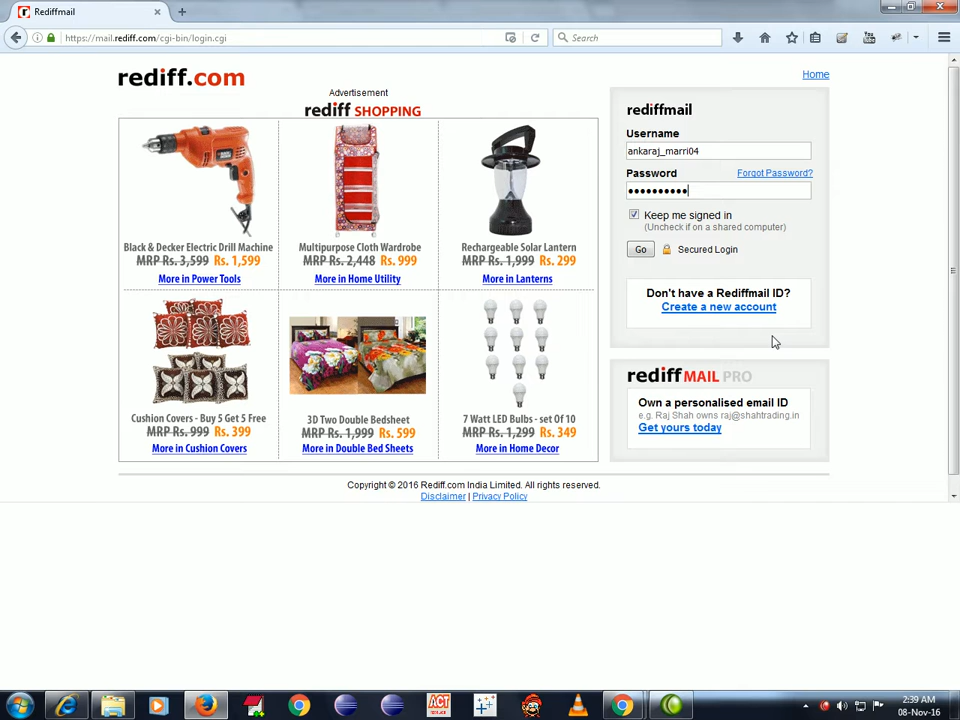 Rediffmail
https://mail.rediff.com/cgi-bin/login.cgi
Search
rediff.com
Home
Advertisement
rediff SHOPPING
Black & Decker Electric Drill Machine
MRP Rs. 3,599 Rs. 1,599
More in Power Tools
Multipurpose Cloth Wardrobe
MRP Rs. 2,448 Rs. 999
More in Home Utility
Rechargeable Solar Lantern
MRP Rs. 1,999 Rs. 299
More in Lanterns
Cushion Covers - Buy 5 Get 5 Free
MRP Rs. 999 Rs. 399
More in Cushion Covers
3D Two Double Bedsheet
MRP Rs. 1,999 Rs. 599
More in Double Bed Sheets
7 Watt LED Bulbs - set Of 10
MRP Rs. 1,299 Rs. 349
More in Home Decor
rediffmail
Username
ankaraj_marri04
Password Forgot Password?
••••••••••
Keep me signed in
(Uncheck if on a shared computer)
Go Secured Login
Don't have a Rediffmail ID?
Create a new account
rediff MAIL PRO
Own a personalised email ID
e.g. Raj Shah owns raj@shahtrading.in
Get yours today
Copyright © 2016 Rediff.com India Limited. All rights reserved.
Disclaimer | Privacy Policy
ACT
2:39 AM
08-Nov-16